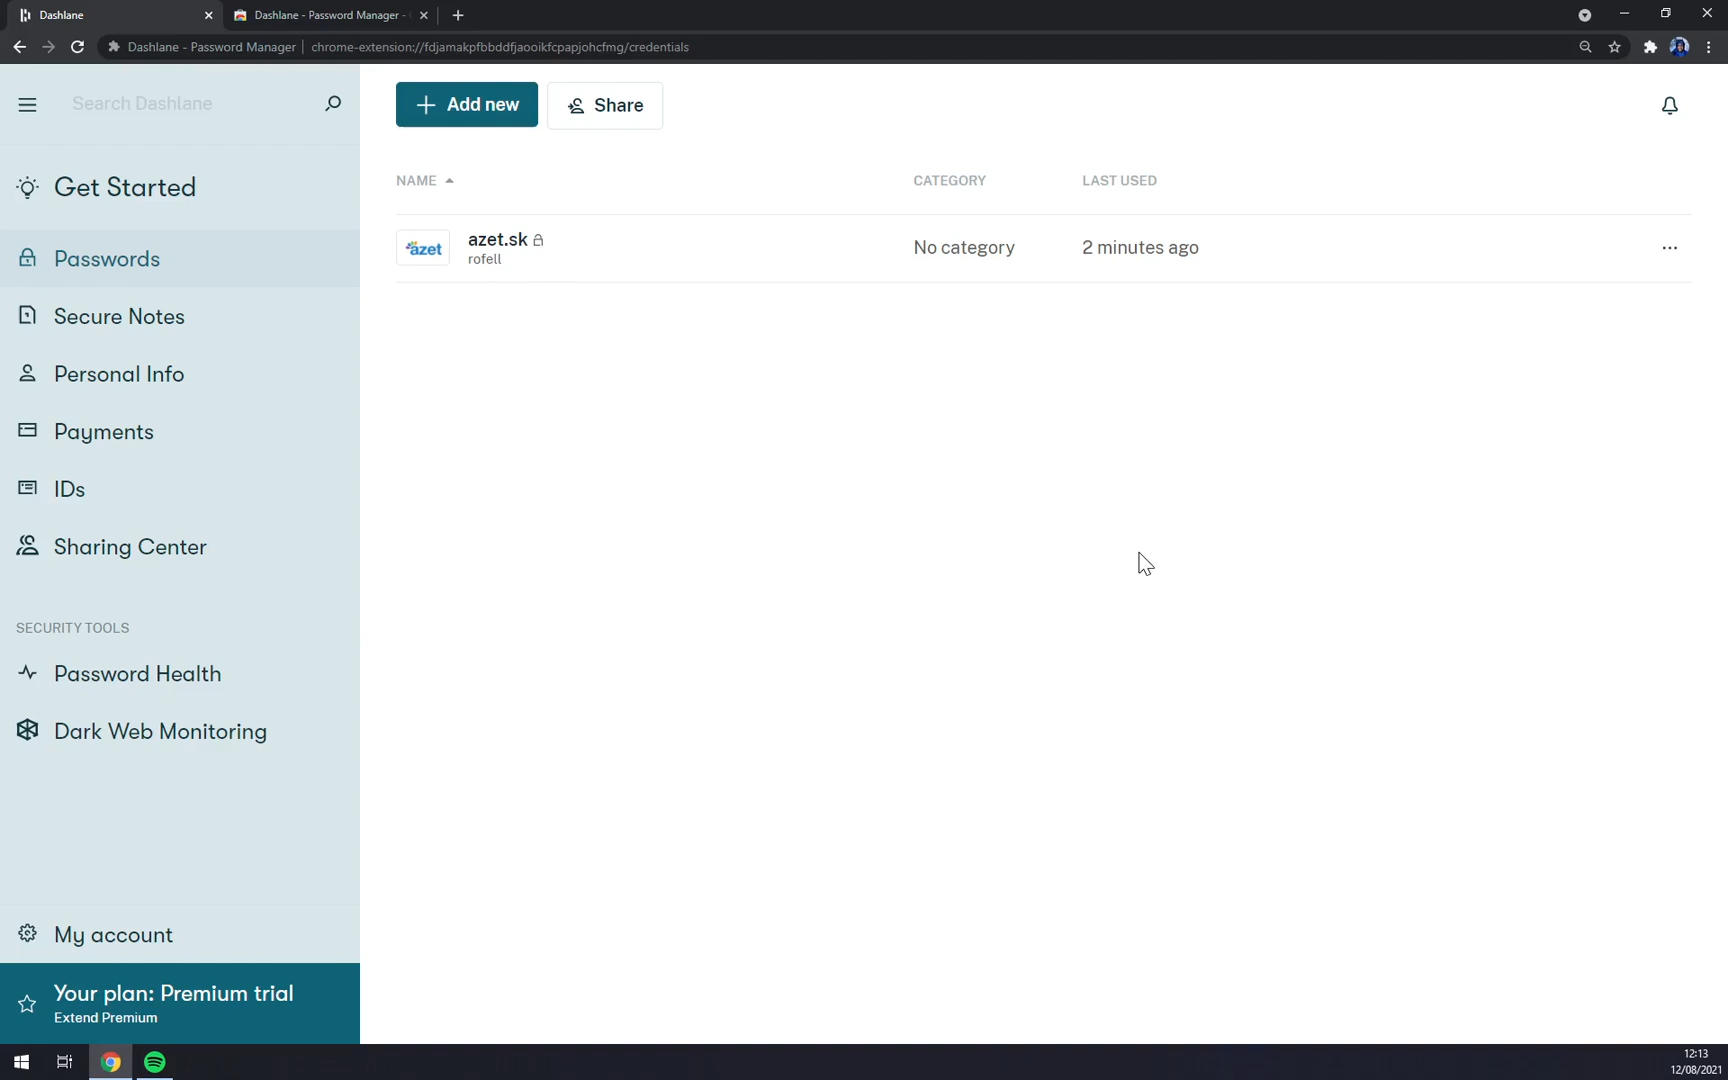 Dashlane
Dashlane - Password Manager -
Dashlane - Password Manager
chrome-extension://fdjamakpfbbddfjaooikfcpapjohcfmg/credentials
Search Dashlane
Add new
Share
Get Started
Passwords
Secure Notes
Personal Info
Payments
IDs
Sharing Center
SECURITY TOOLS
Password Health
Dark Web Monitoring
My account
Your plan: Premium trial
Extend Premium
NAME
CATEGORY
LAST USED
azet
azet.sk
rofell
No category
2 minutes ago
12:13
12/08/2021